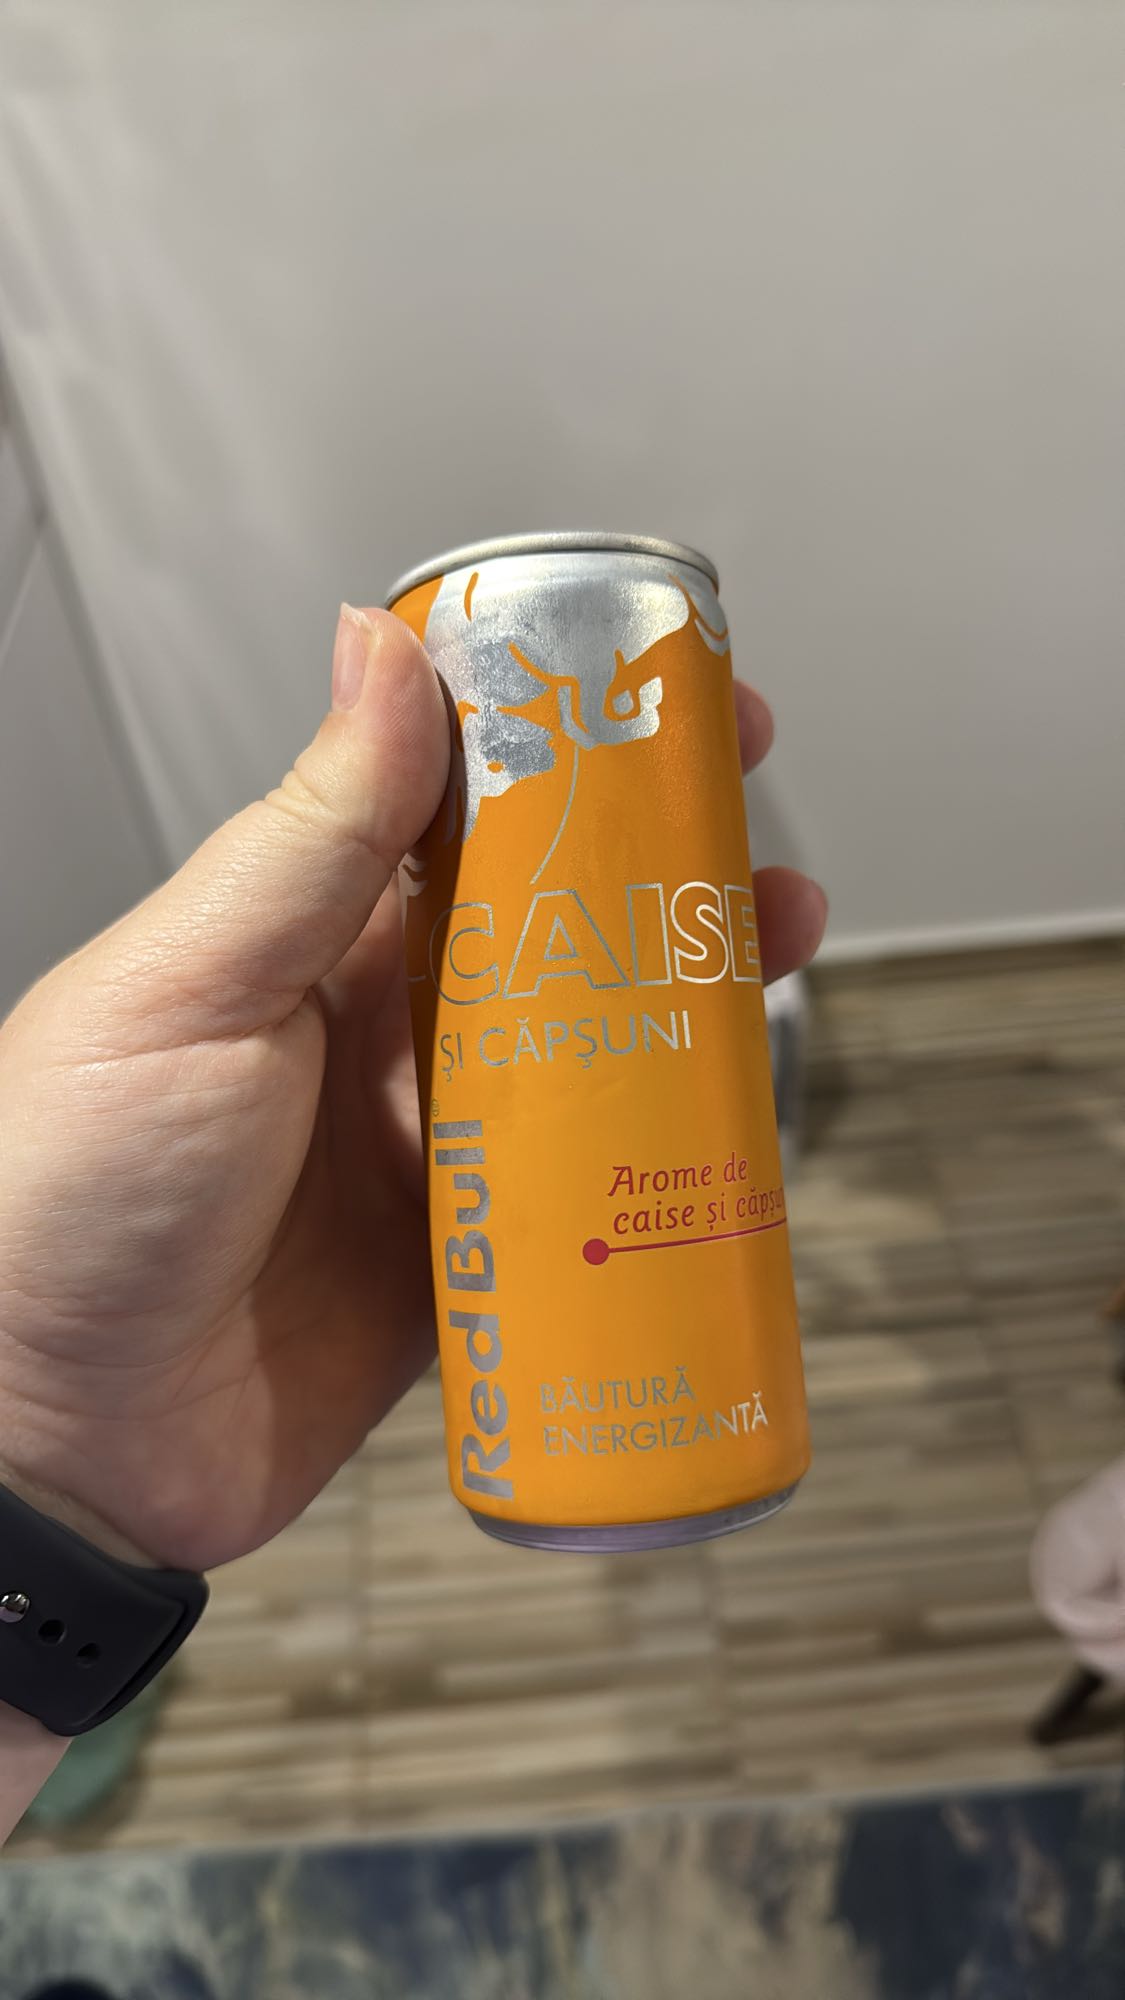 CAISE
ŞI CĂPŞUNI
Red Bull®
Arome de
caise și
BĂUTURĂ
ENERGIZANTĂ